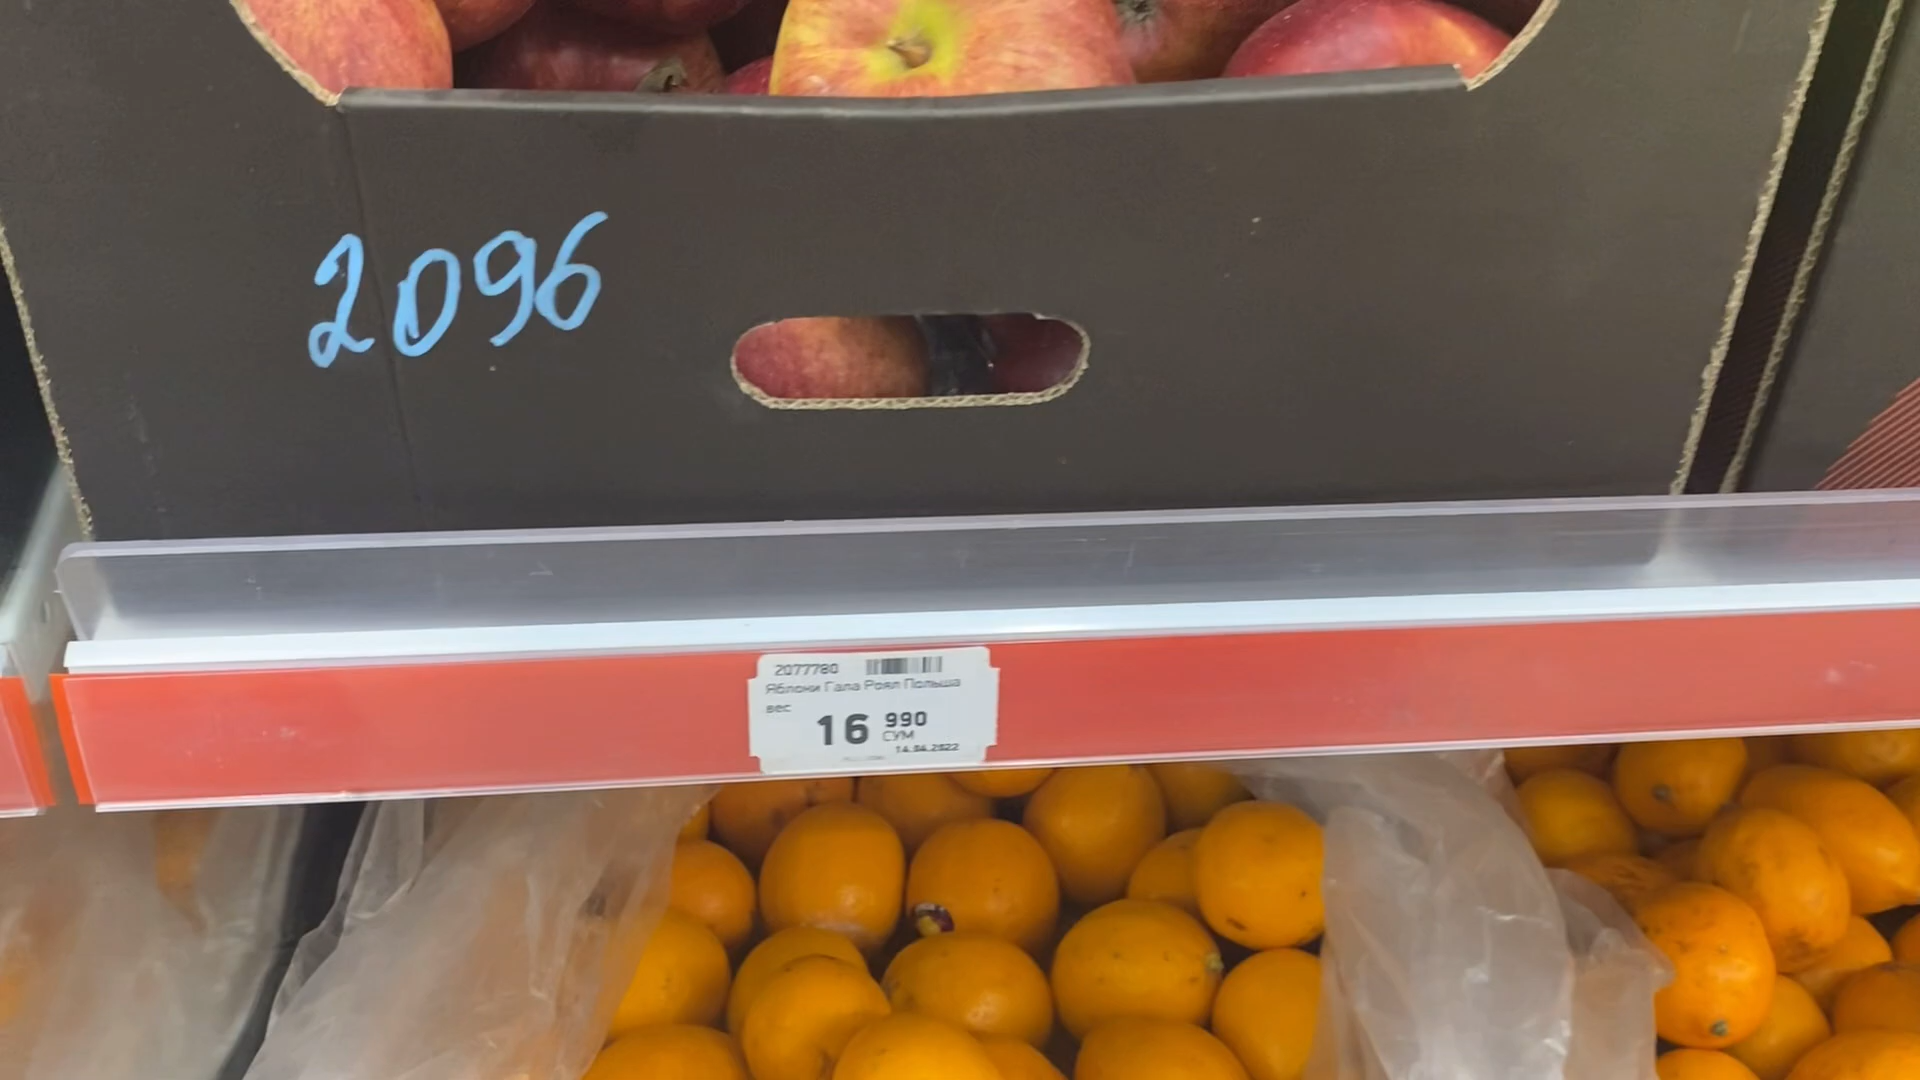 2096
2077780
Яблоки Гала Роял Польша
вес
16 990
СУМ
14.04.2022